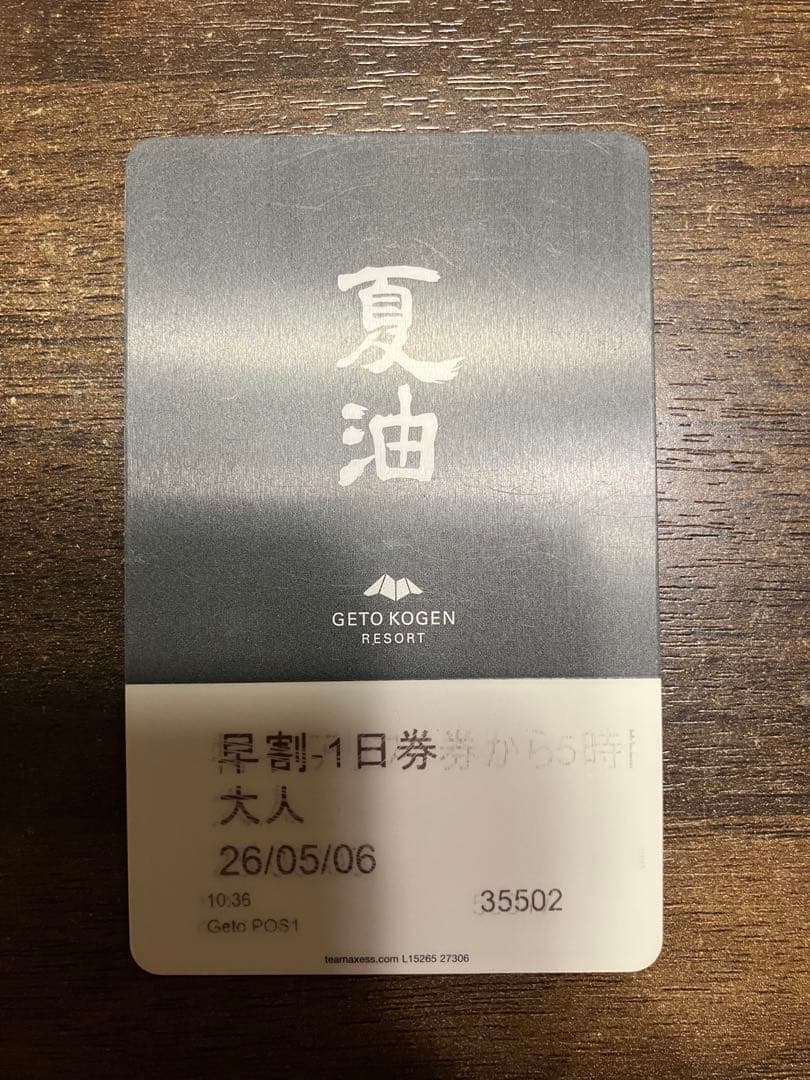 夏油
GETO KOGEN
RESORT
早割-1日券 券から5時
大人
26/05/06
10:36
35502
Geto POS1
teamaxess.com L15265 27306